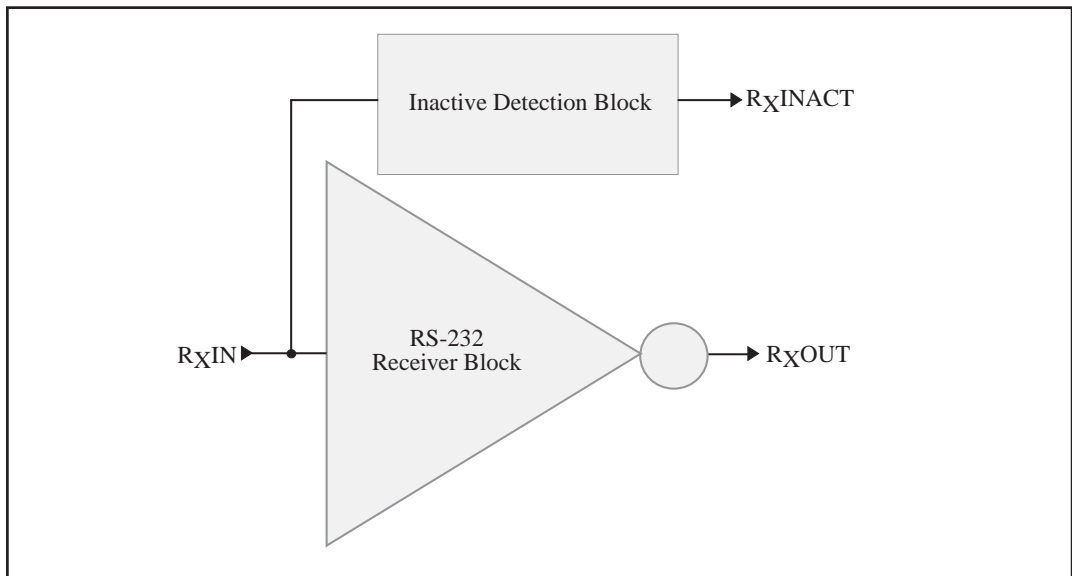 Inactive Detection Block
RXINACT
RXIN
RS-232
Receiver Block
RXOUT